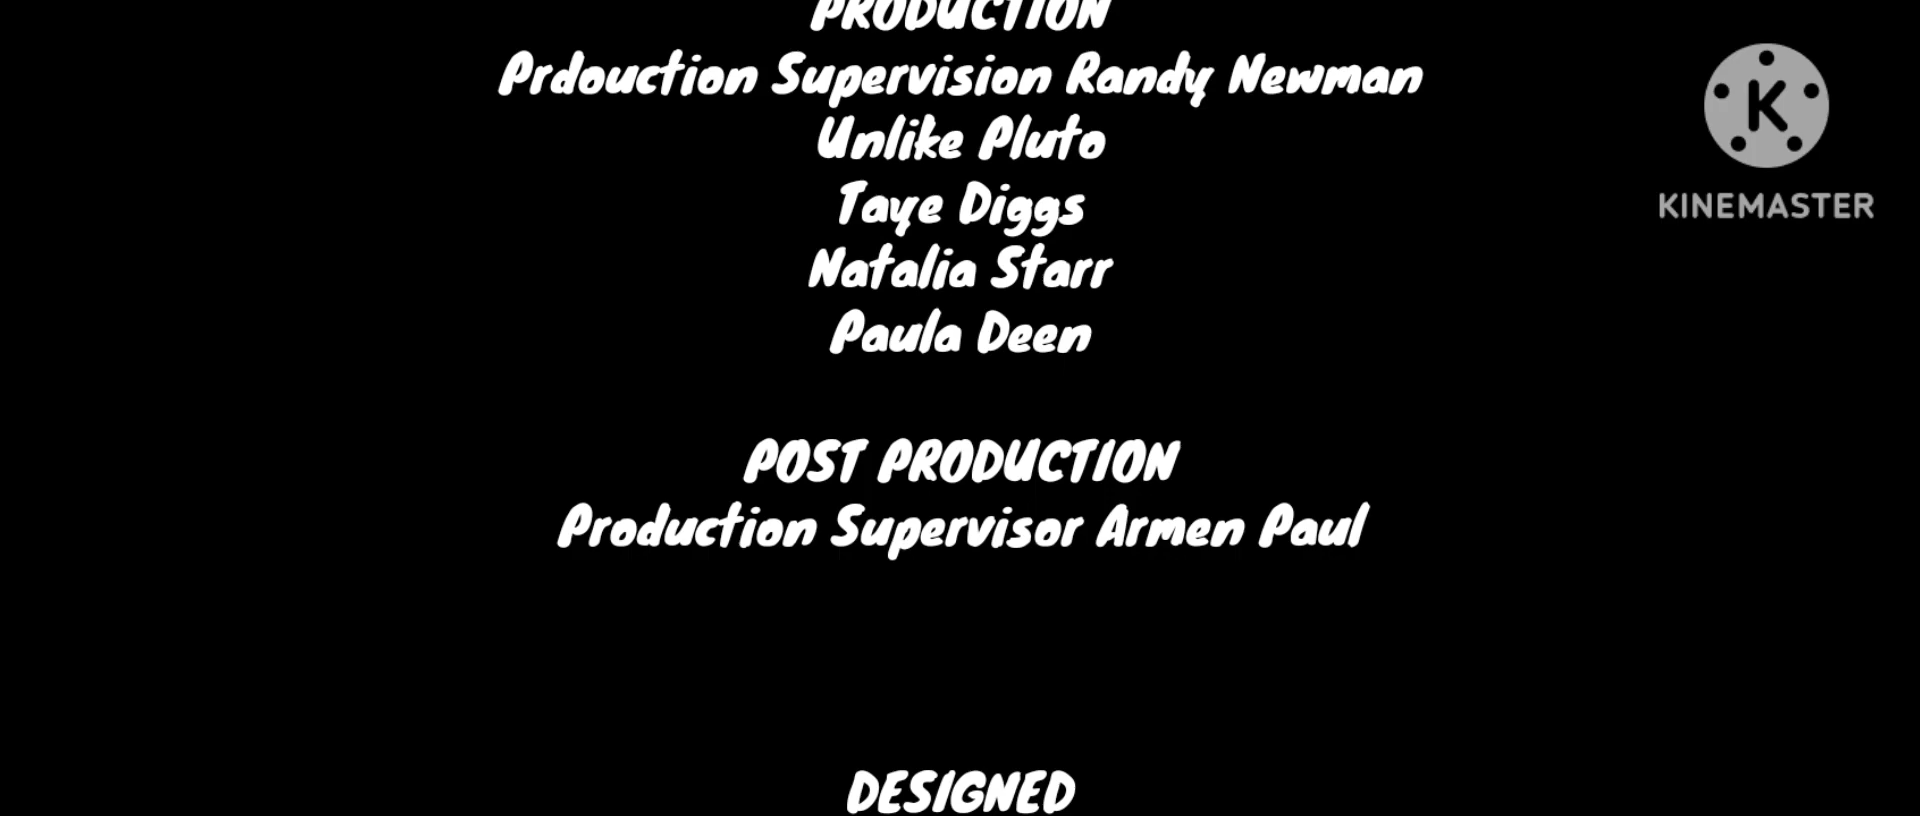 PRODUCTION
Prdouction Supervision Randy Newman
Unlike Pluto
Taye Diggs
Natalia Starr
Paula Deen
POST PRODUCTION
Production Supervisor Armen Paul
DESIGNED
K
KINEMASTER